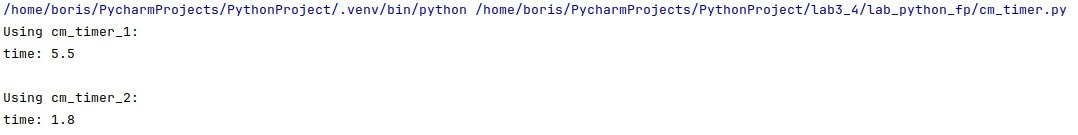 /home/boris/PycharmProjects/PythonProject/.venv/bin/python /home/boris/PycharmProjects/PythonProject/lab3_4/lab_python_fp/cm_timer.py
Using cm_timer_1:
time: 5.5
Using cm_timer_2:
time: 1.8